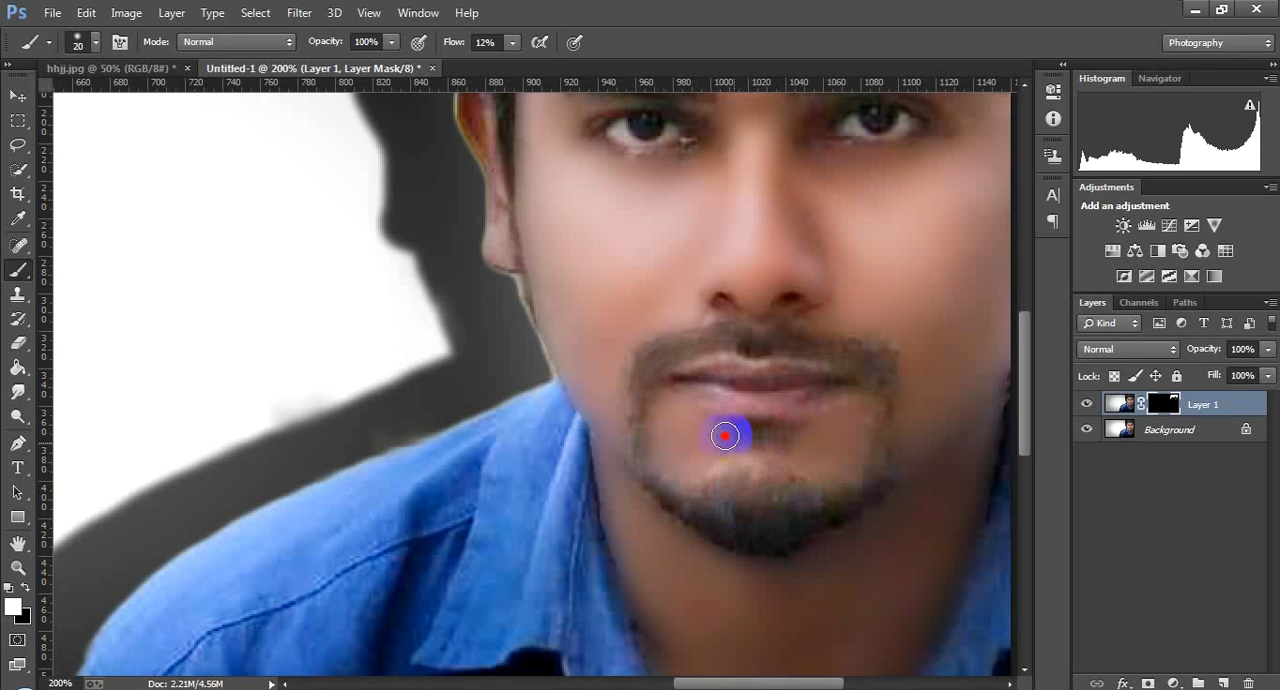 Ps File Edit Image Layer Type Select Filter 3D View Window Help
20 Mode: Normal Opacity: 100% Flow: 12% Photography
hhjj.jpg @ 50% (RGB/8#) * × Untitled-1 @ 200% (Layer 1, Layer Mask/8) * ×
660 680 700 720 740 760 780 800 820 840 860 880 900 920 940 960 980 1000 1020 1040 1060 1080 1100 1120 1140
Histogram Navigator
Adjustments
Add an adjustment
Layers Channels Paths
Kind
Normal Opacity: 100%
Lock: Fill: 100%
Layer 1
Background
200% Doc: 2.21M/4.56M